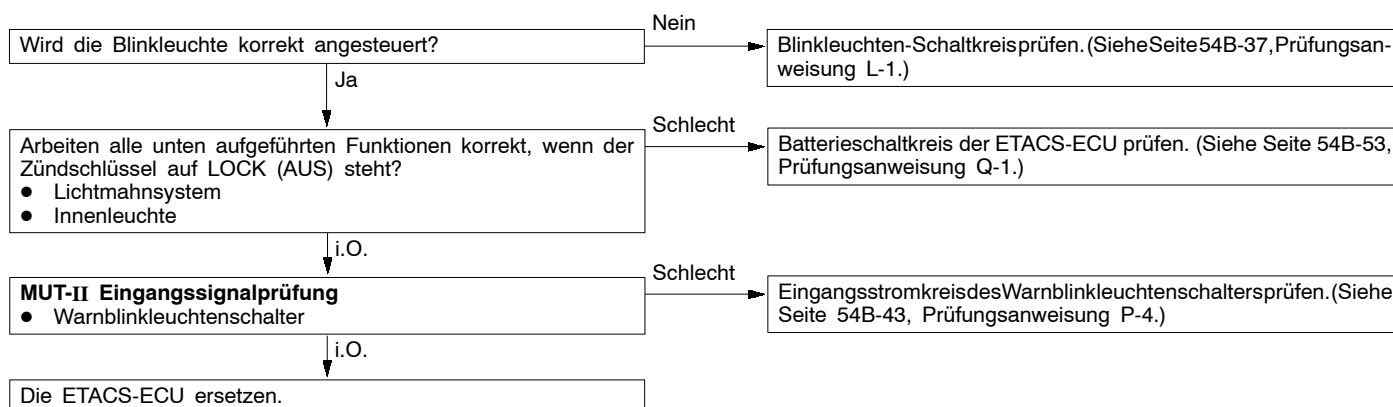 Nein
Wird die Blinkleuchte korrekt angesteuert?
Blinkleuchten-Schaltkreisprüfen.(SieheSeite54B-37,Prüfungsan-
weisung L-1.)
Ja
Schlecht
Arbeiten alle unten aufgeführten Funktionen korrekt, wenn der
Zündschlüssel auf LOCK (AUS) steht?
● Lichtmahnsystem
● Innenleuchte
Batterieschaltkreis der ETACS-ECU prüfen. (Siehe Seite 54B-53,
Prüfungsanweisung Q-1.)
i.O.
Schlecht
MUT-II Eingangssignalprüfung
● Warnblinkleuchtenschalter
EingangsstromkreisdesWarnblinkleuchtenschaltersprüfen.(Siehe
Seite 54B-43, Prüfungsanweisung P-4.)
i.O.
Die ETACS-ECU ersetzen.